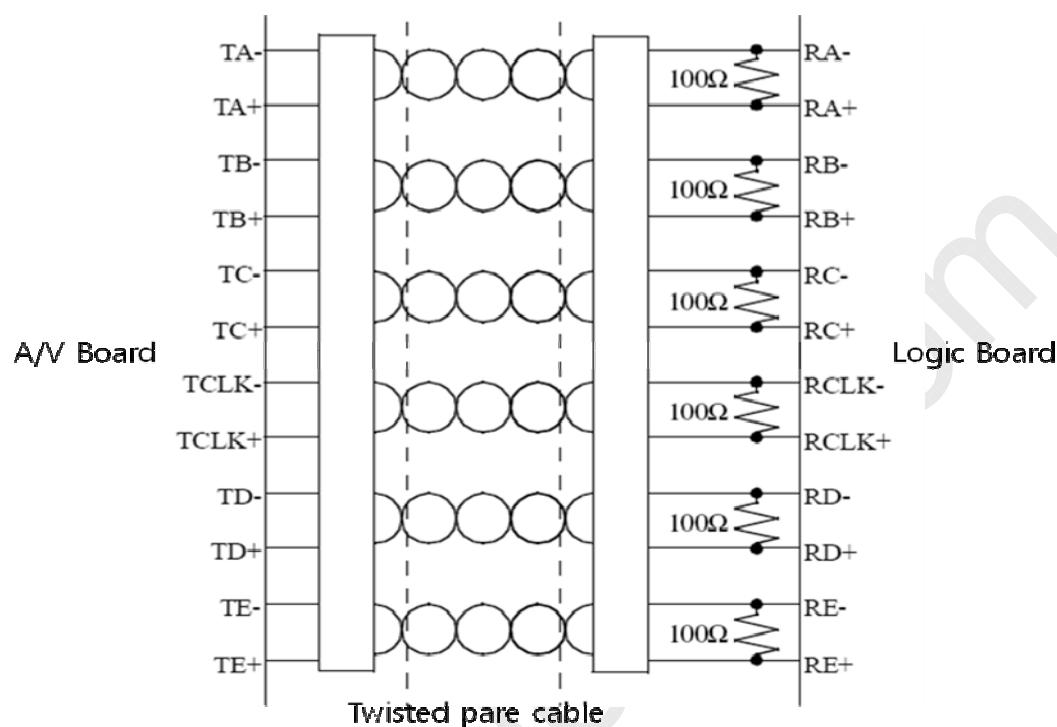 TA-
RA-
100Ω
TA+
RA+
TB-
RB-
100Ω
TB+
RB+
TC-
RC-
100Ω
TC+
RC+
A/V Board
Logic Board
TCLK-
RCLK-
100Ω
TCLK+
RCLK+
TD-
RD-
100Ω
TD+
RD+
TE-
RE-
100Ω
TE+
RE+
Twisted pare cable